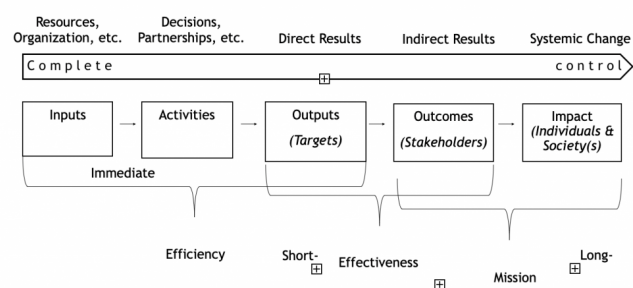 Resources,
Organization, etc.
Decisions,
Partnerships, etc.
Direct Results
Indirect Results
Systemic Change
Complete control
Inputs
Activities
Outputs
(Targets)
Outcomes
(Stakeholders)
Impact
(Individuals &
Society(s)
Immediate
Efficiency
Short-
Effectiveness
Mission
Long-